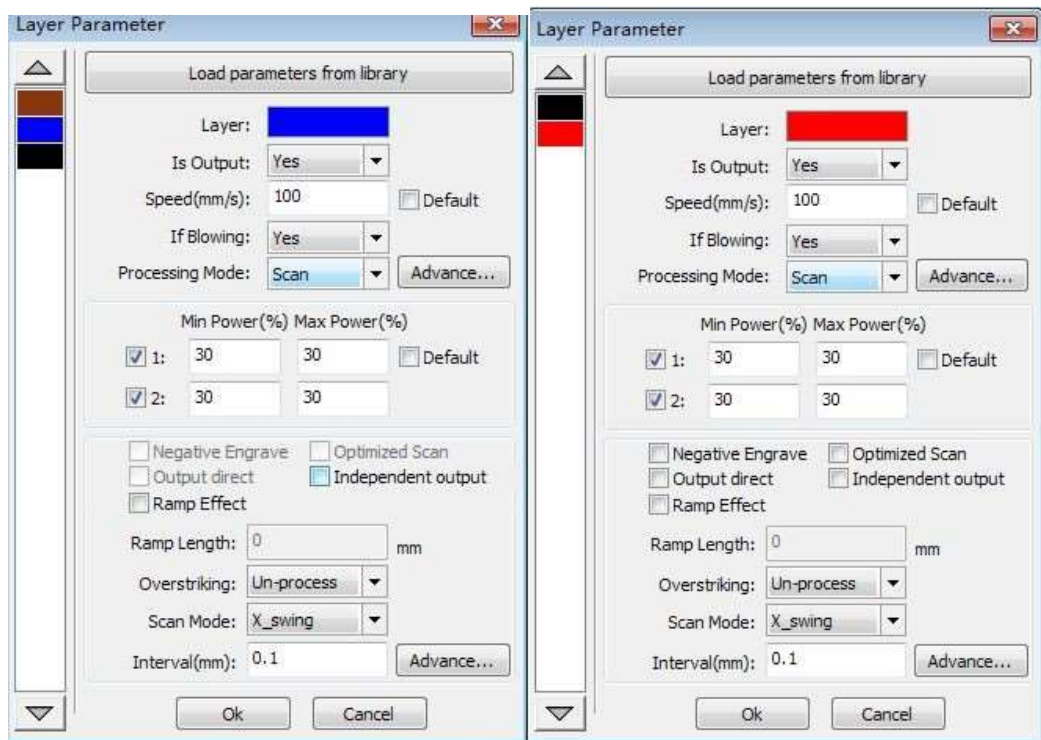 Layer Parameter
Load parameters from library
Layer:
Is Output: Yes
Speed(mm/s): 100 Default
If Blowing: Yes
Processing Mode: Scan Advance...
Min Power(%) Max Power(%)
1: 30 30 Default
2: 30 30
Negative Engrave Optimized Scan
Output direct Independent output
Ramp Effect
Ramp Length: 0 mm
Overstriking: Un-process
Scan Mode: X_swing
Interval(mm): 0.1 Advance...
Ok Cancel
Layer Parameter
Load parameters from library
Layer:
Is Output: Yes
Speed(mm/s): 100 Default
If Blowing: Yes
Processing Mode: Scan Advance...
Min Power(%) Max Power(%)
1: 30 30 Default
2: 30 30
Negative Engrave Optimized Scan
Output direct Independent output
Ramp Effect
Ramp Length: 0 mm
Overstriking: Un-process
Scan Mode: X_swing
Interval(mm): 0.1 Advance...
Ok Cancel